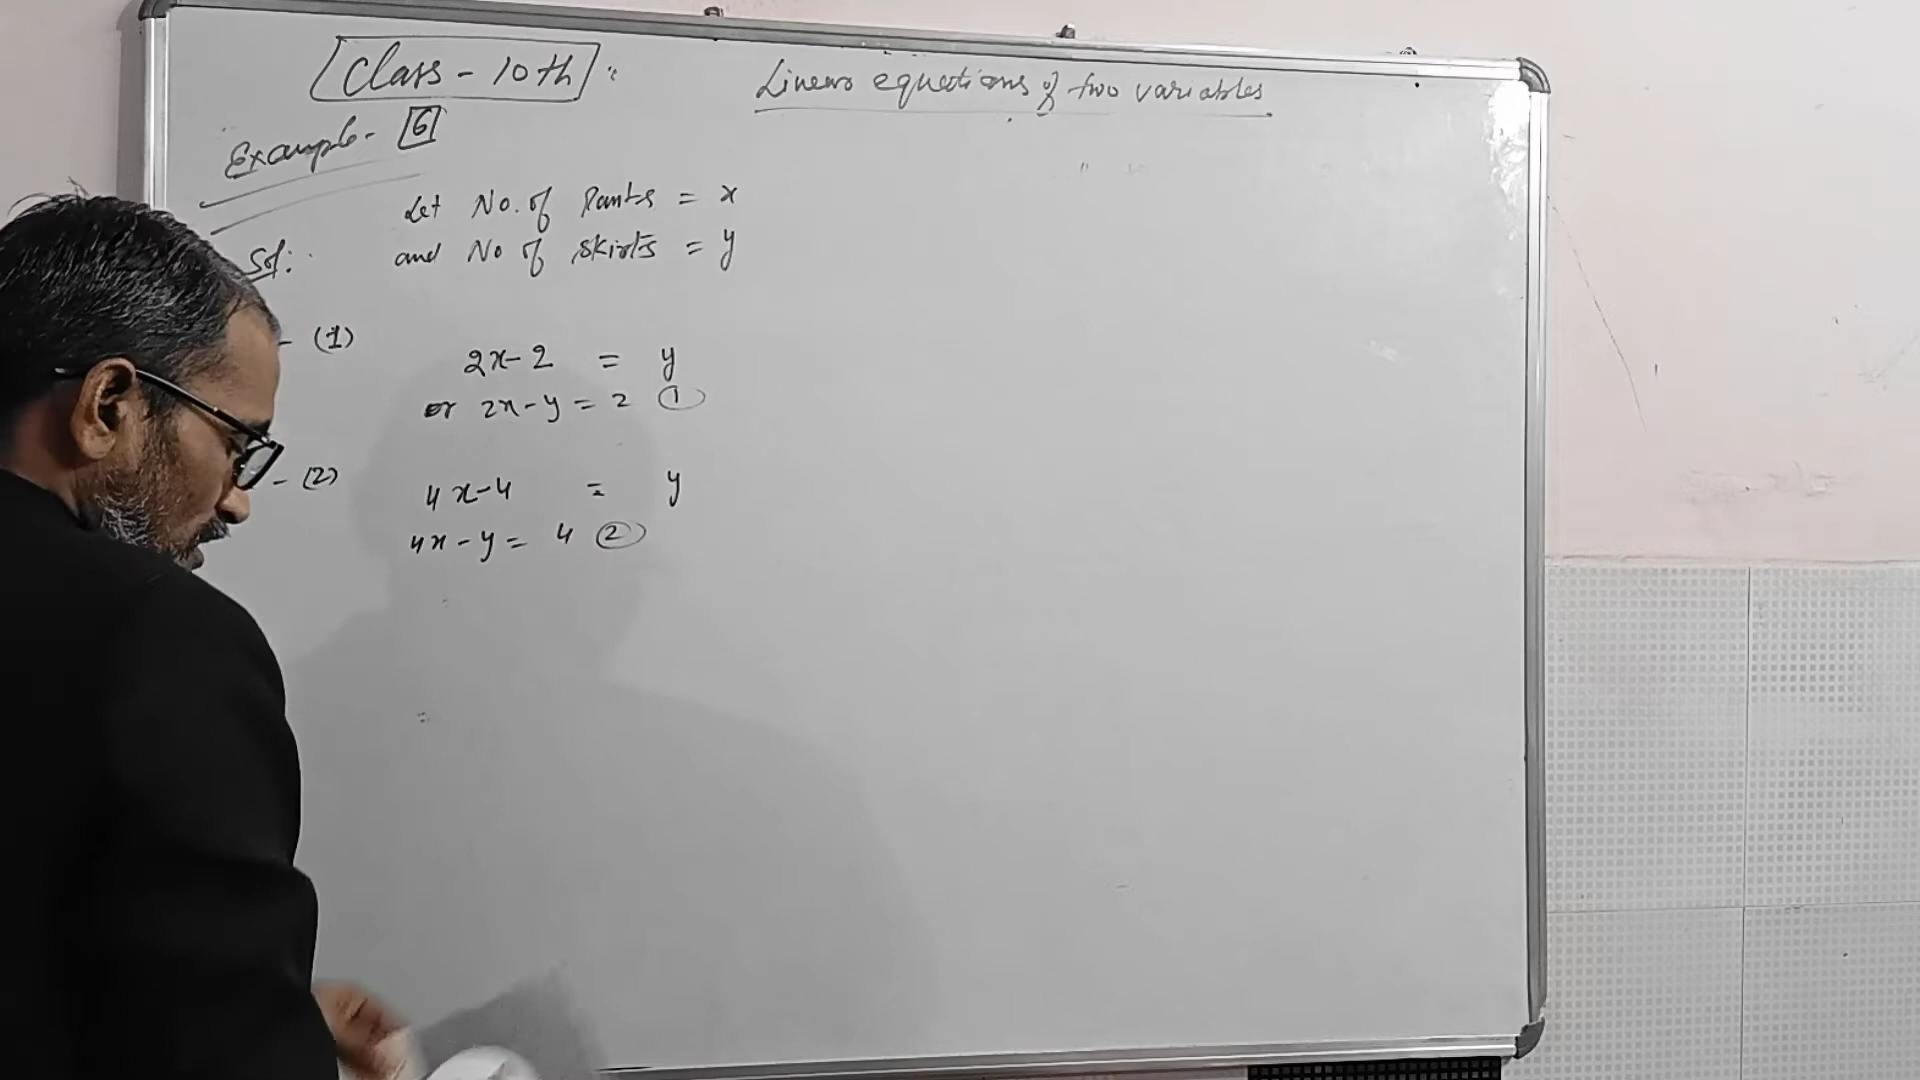 Class - 10th :
Linear equations of two variables
Example - 6
Let No. of Pants = x
Sol: and No of skirts = y
- (1)
2x - 2 = y
or 2x - y = 2 ①
- (2)
4x - 4 = y
4x - y = 4 ②